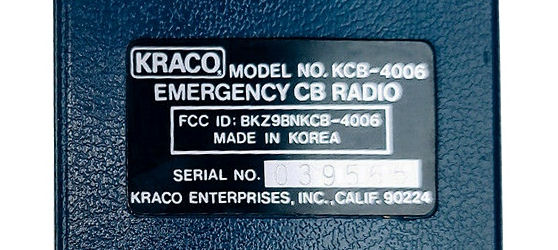 KRACO® MODEL NO. KCB-4006
EMERGENCY CB RADIO
FCC ID: BKZ9BNKCB-4006
MADE IN KOREA
SERIAL NO. 039565
KRACO ENTERPRISES, INC., CALIF. 90224